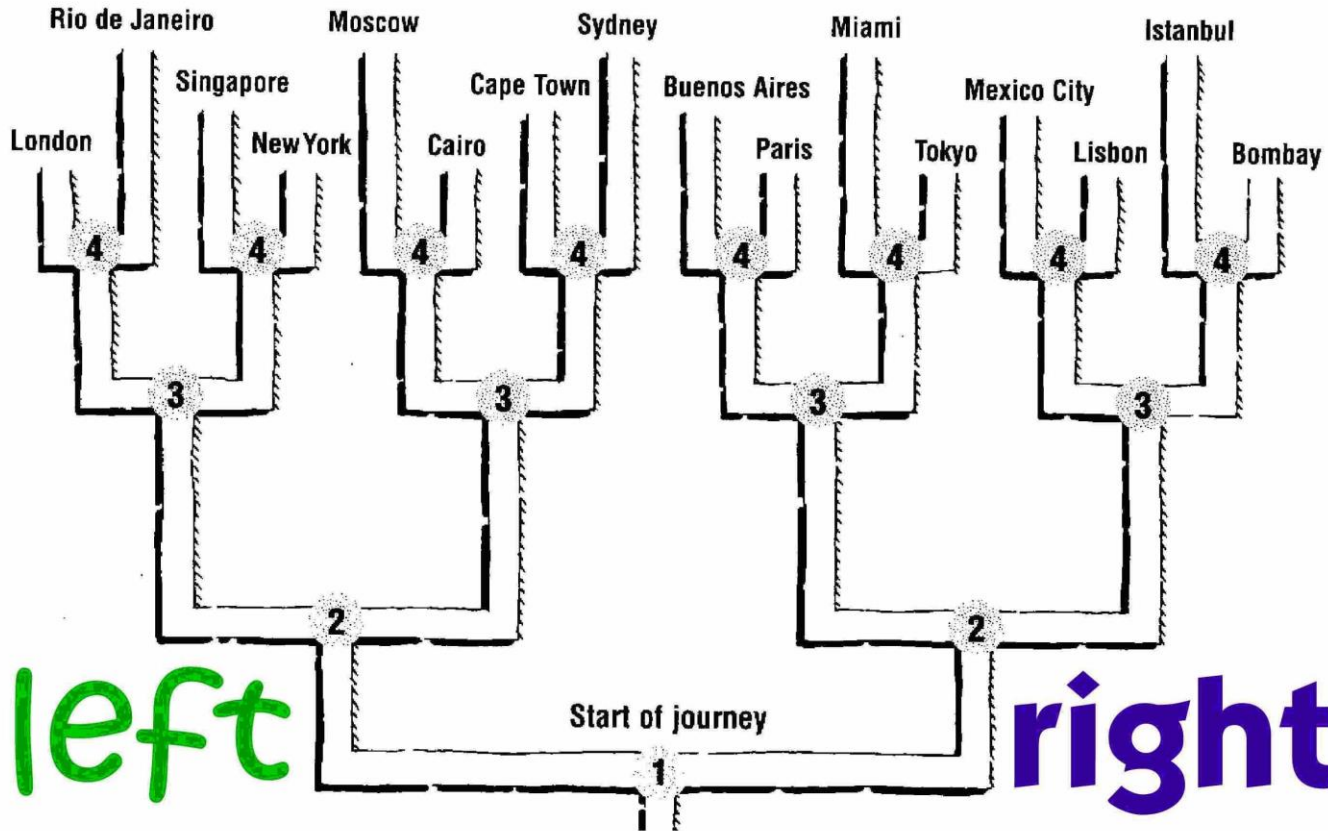 Rio de Janeiro Moscow Sydney Miami Istanbul
Singapore Cape Town Buenos Aires Mexico City
London New York Cairo Paris Tokyo Lisbon Bombay
4 4 4 4 4 4 4 4
3 3 3 3
2 2
left Start of journey right
1